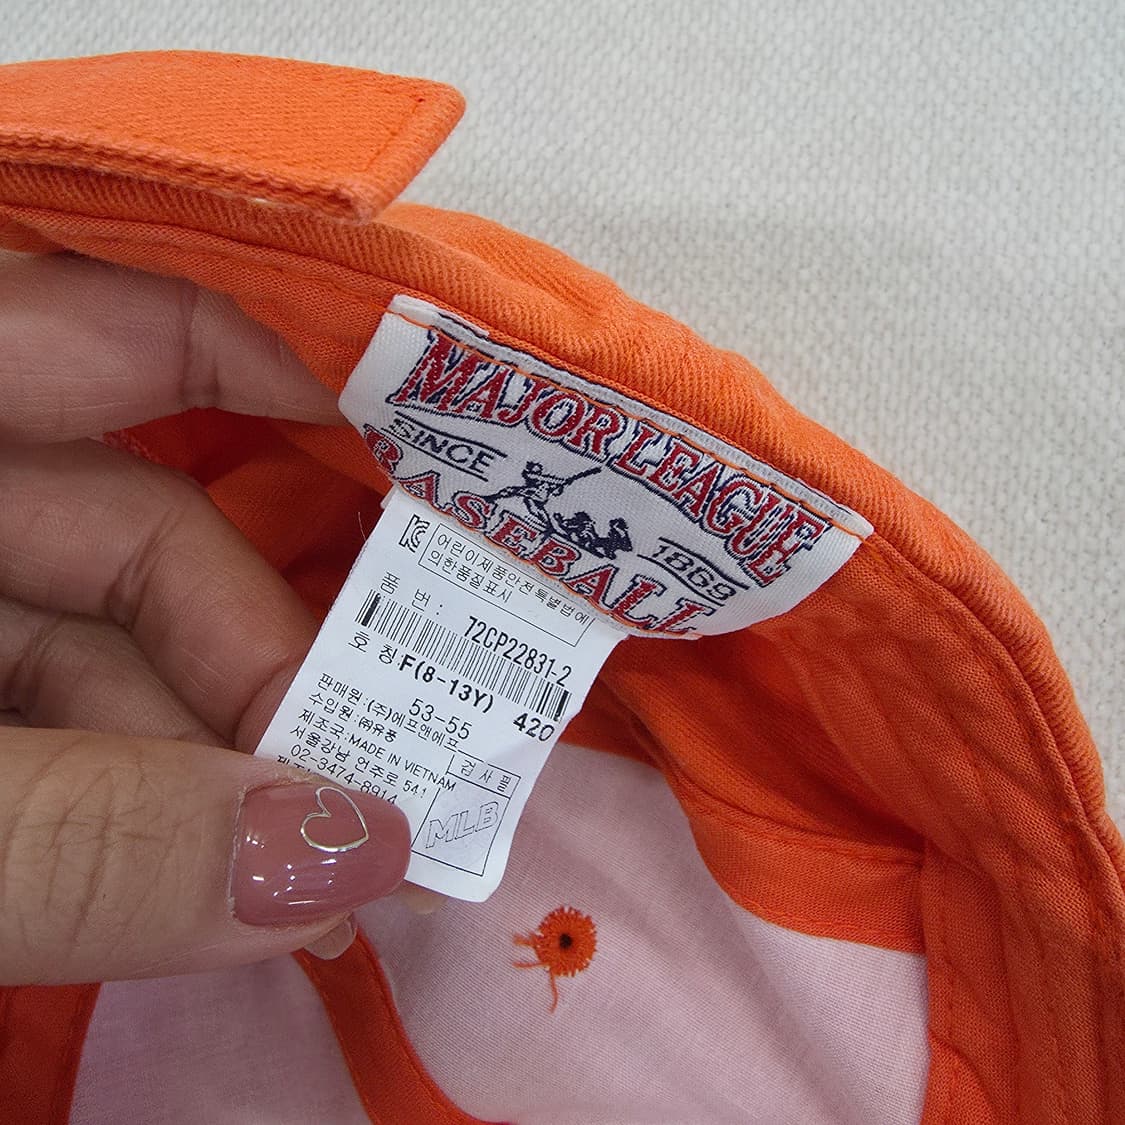 MAJOR LEAGUE
SINCE 1869
BASEBALL
어린이제품안전특별법에
의한품질표시
품 번 : 72CP22831-2
호 칭 F(8-13Y) 420
53-55
판매원 : (주)에프앤에프
수입원 : ㈜유풍
제조국 : MADE IN VIETNAM
서울강남 언주로 541
02-3474-8914
검사필
MLB